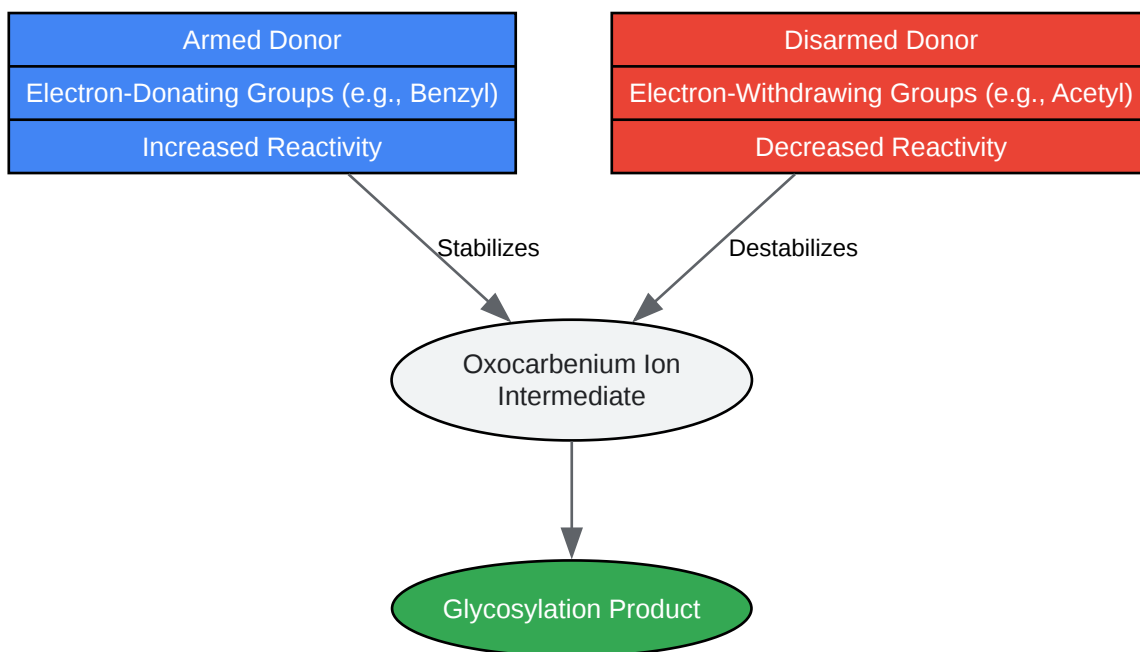 Armed Donor
Electron-Donating Groups (e.g., Benzyl)
Increased Reactivity
Disarmed Donor
Electron-Withdrawing Groups (e.g., Acetyl)
Decreased Reactivity
Stabilizes
Destabilizes
Oxocarbenium Ion
Intermediate
Glycosylation Product